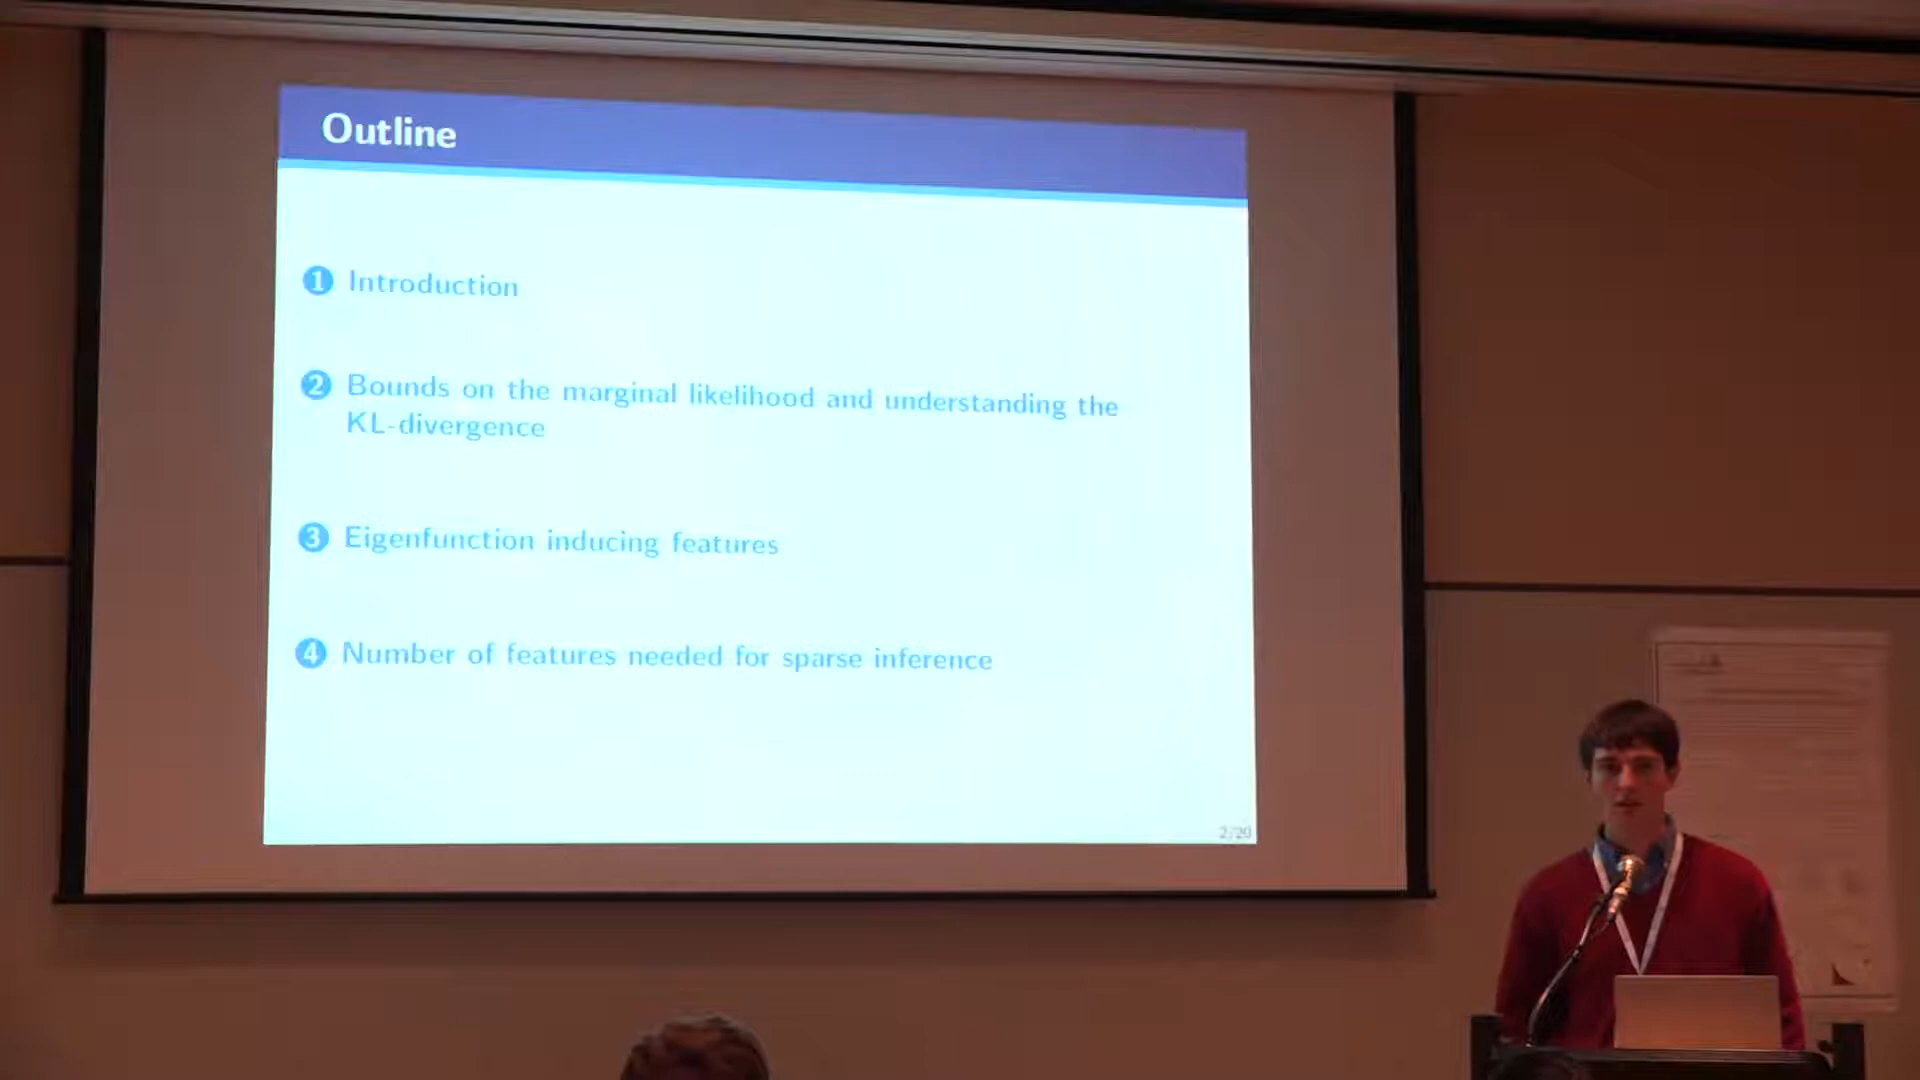 Outline
1 Introduction
2 Bounds on the marginal likelihood and understanding the
KL-divergence
3 Eigenfunction inducing features
4 Number of features needed for sparse inference
2/20